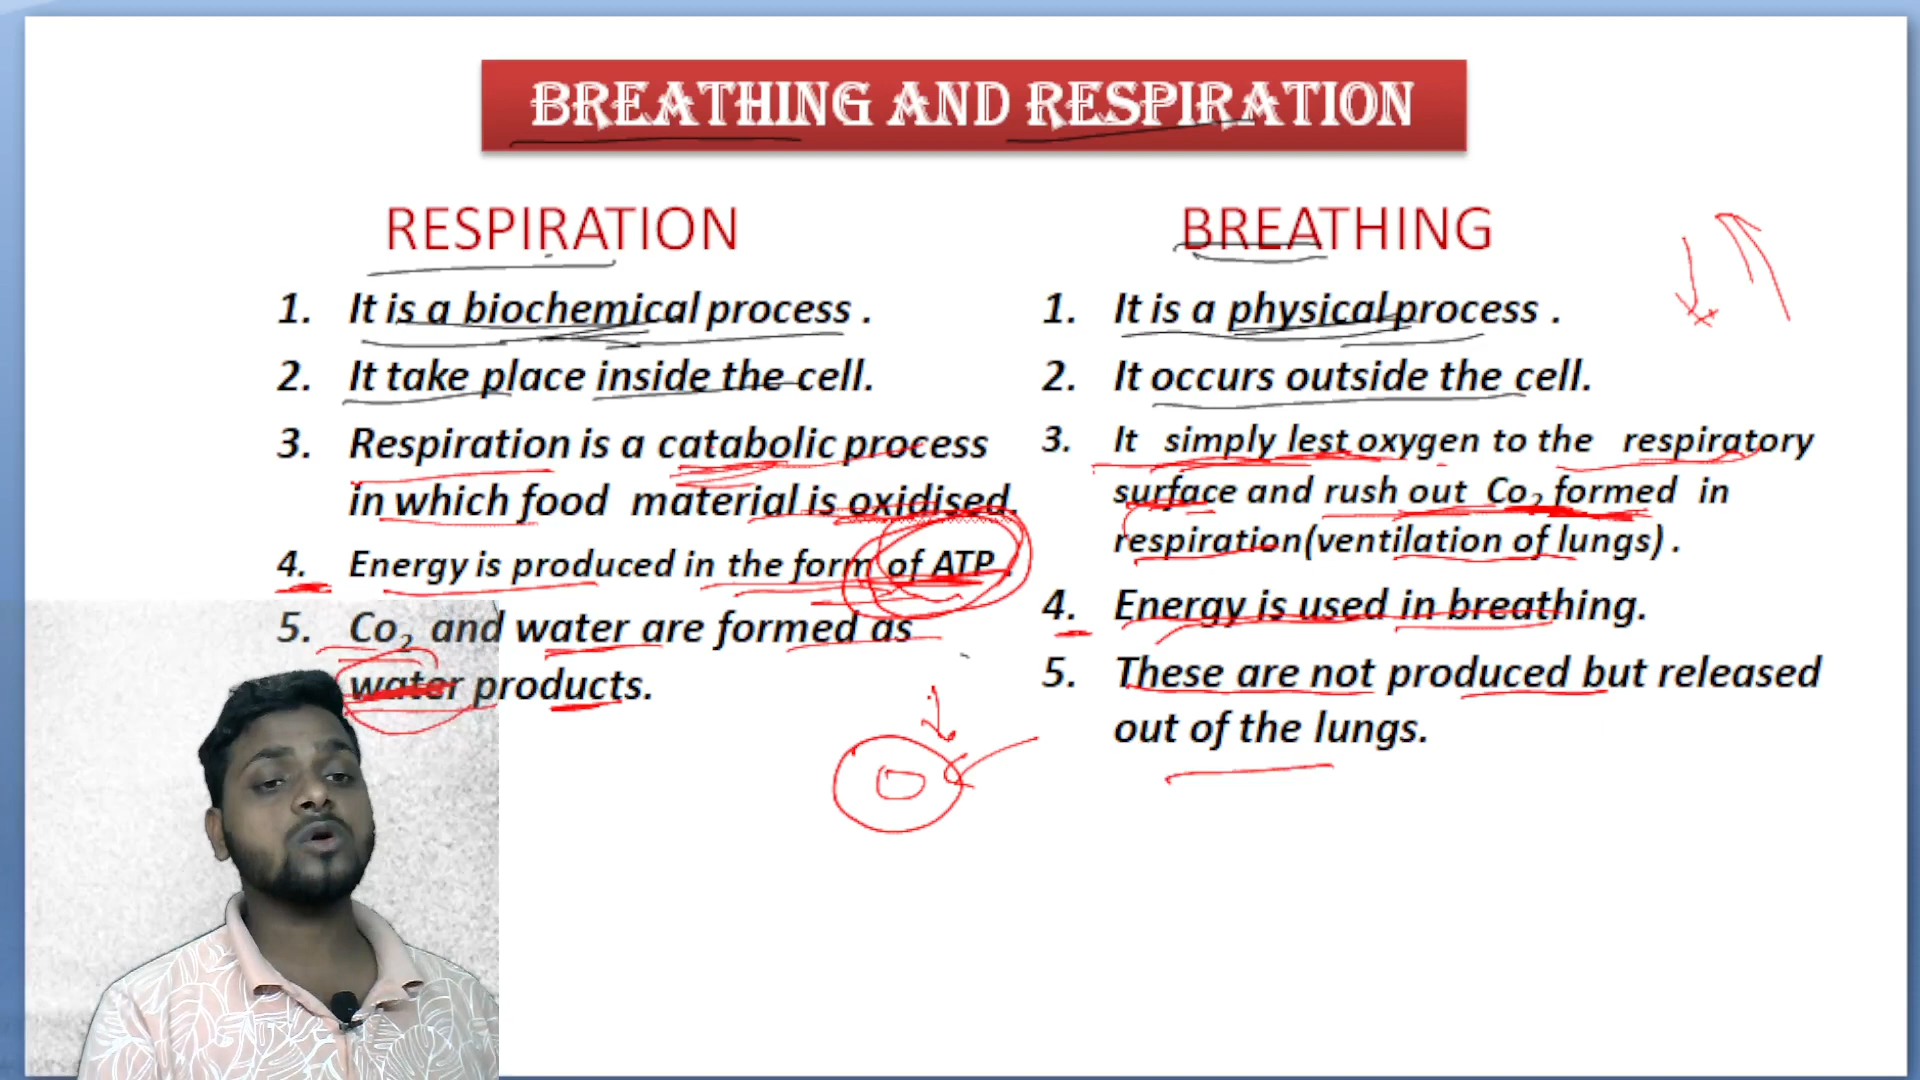 BREATHING AND RESPIRATION
RESPIRATION
1. It is a biochemical process .
2. It take place inside the cell.
3. Respiration is a catabolic process
in which food material is oxidised.
4. Energy is produced in the form of ATP .
5. Co₂ and water are formed as
water products.
BREATHING
1. It is a physical process .
2. It occurs outside the cell.
3. It simply lest oxygen to the respiratory
surface and rush out Co₂ formed in
respiration(ventilation of lungs) .
4. Energy is used in breathing.
5. These are not produced but released
out of the lungs.